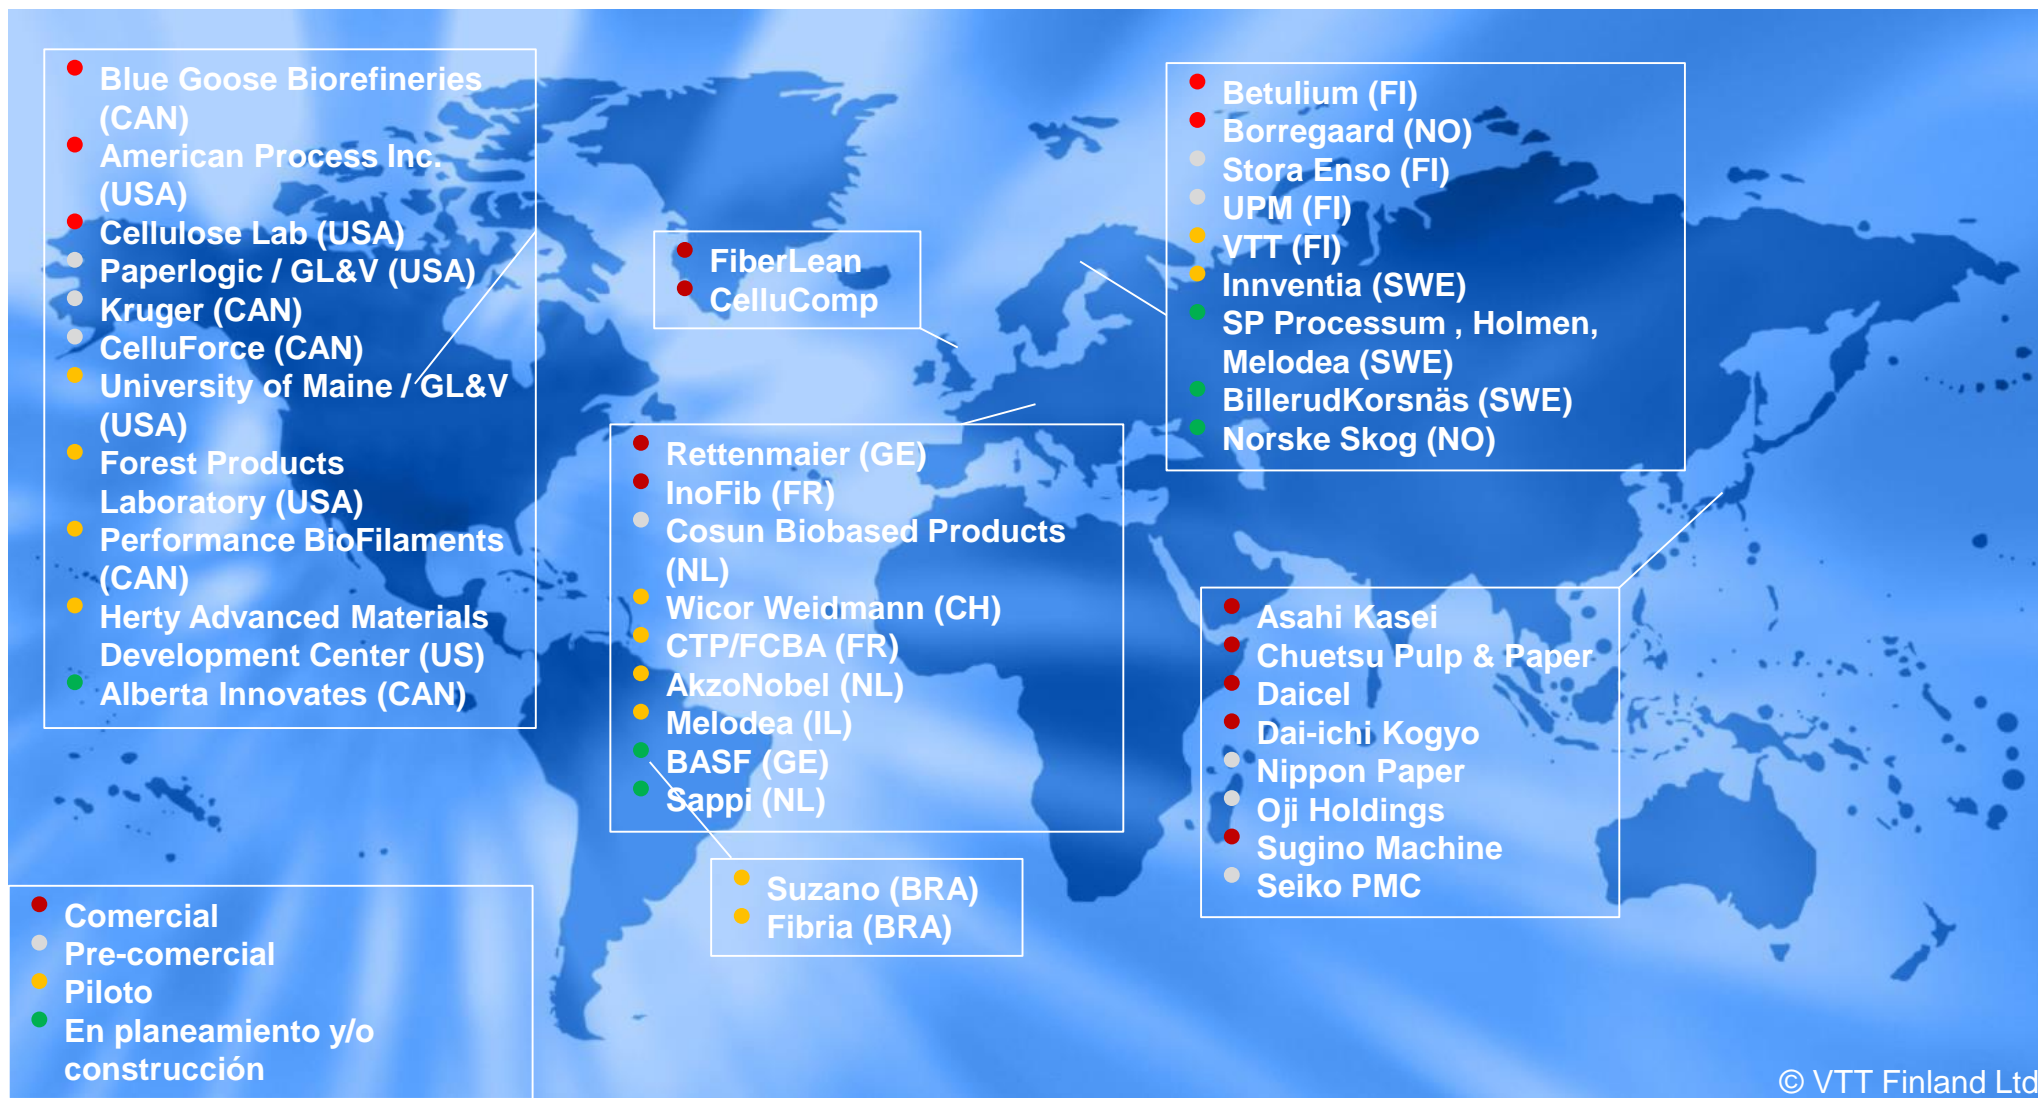 Blue Goose Biorefineries
(CAN)
American Process Inc.
(USA)
Cellulose Lab (USA)
Paperlogic / GL&V (USA)
Kruger (CAN)
CelluForce (CAN)
University of Maine / GL&V
(USA)
Forest Products
Laboratory (USA)
Performance BioFilaments
(CAN)
Herty Advanced Materials
Development Center (US)
Alberta Innovates (CAN)
FiberLean
CelluComp
Betulium (FI)
Borregaard (NO)
Stora Enso (FI)
UPM (FI)
VTT (FI)
Innventia (SWE)
SP Processum , Holmen,
Melodea (SWE)
BillerudKorsnäs (SWE)
Norske Skog (NO)
Rettenmaier (GE)
InoFib (FR)
Cosun Biobased Products
(NL)
Wicor Weidmann (CH)
CTP/FCBA (FR)
AkzoNobel (NL)
Melodea (IL)
BASF (GE)
Sappi (NL)
Asahi Kasei
Chuetsu Pulp & Paper
Daicel
Dai-ichi Kogyo
Nippon Paper
Oji Holdings
Sugino Machine
Seiko PMC
Suzano (BRA)
Fibria (BRA)
Comercial
Pre-comercial
Piloto
En planeamiento y/o
construcción
© VTT Finland Ltd